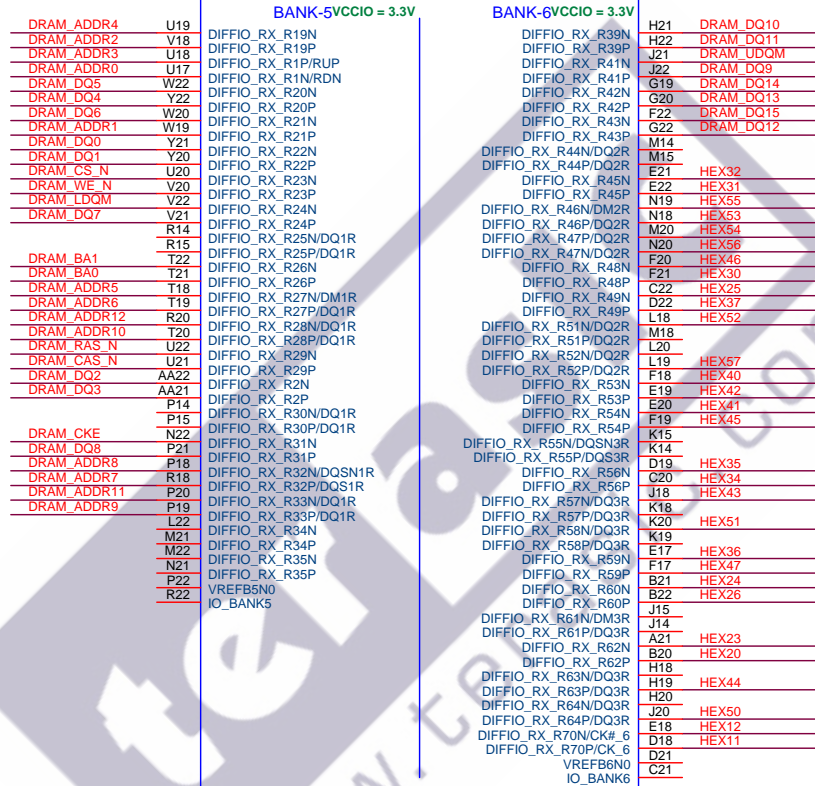 BANK-5 VCCIO = 3.3V
DRAM_ADDR4 U19 DIFFIO_RX_R19N
DRAM_ADDR2 V18 DIFFIO_RX_R19P
DRAM_ADDR3 U18 DIFFIO_RX_R1P/RUP
DRAM_ADDR0 U17 DIFFIO_RX_R1N/RDN
DRAM_DQ5 W22 DIFFIO_RX_R20N
DRAM_DQ4 Y22 DIFFIO_RX_R20P
DRAM_DQ6 W20 DIFFIO_RX_R21N
DRAM_ADDR1 W19 DIFFIO_RX_R21P
DRAM_DQ0 Y21 DIFFIO_RX_R22N
DRAM_DQ1 Y20 DIFFIO_RX_R22P
DRAM_CS_N U20 DIFFIO_RX_R23N
DRAM_WE_N V20 DIFFIO_RX_R23P
DRAM_LDQM V22 DIFFIO_RX_R24N
DRAM_DQ7 V21 DIFFIO_RX_R24P
R14 DIFFIO_RX_R25N/DQ1R
R15 DIFFIO_RX_R25P/DQ1R
DRAM_BA1 T22 DIFFIO_RX_R26N
DRAM_BA0 T21 DIFFIO_RX_R26P
DRAM_ADDR5 T18 DIFFIO_RX_R27N/DM1R
DRAM_ADDR6 T19 DIFFIO_RX_R27P/DQ1R
DRAM_ADDR12 R20 DIFFIO_RX_R28N/DQ1R
DRAM_ADDR10 T20 DIFFIO_RX_R28P/DQ1R
DRAM_RAS_N U22 DIFFIO_RX_R29N
DRAM_CAS_N U21 DIFFIO_RX_R29P
DRAM_DQ2 AA22 DIFFIO_RX_R2N
DRAM_DQ3 AA21 DIFFIO_RX_R2P
P14 DIFFIO_RX_R30N/DQ1R
P15 DIFFIO_RX_R30P/DQ1R
DRAM_CKE N22 DIFFIO_RX_R31N
DRAM_DQ8 P21 DIFFIO_RX_R31P
DRAM_ADDR8 P18 DIFFIO_RX_R32N/DQSN1R
DRAM_ADDR7 R18 DIFFIO_RX_R32P/DQS1R
DRAM_ADDR11 P20 DIFFIO_RX_R33N/DQ1R
DRAM_ADDR9 P19 DIFFIO_RX_R33P/DQ1R
L22 DIFFIO_RX_R34N
M21 DIFFIO_RX_R34P
M22 DIFFIO_RX_R35N
N21 DIFFIO_RX_R35P
P22 VREFB5N0
R22 IO_BANK5
BANK-6 VCCIO = 3.3V
DIFFIO_RX_R39N H21 DRAM_DQ10
DIFFIO_RX_R39P H22 DRAM_DQ11
DIFFIO_RX_R41N J21 DRAM_UDQM
DIFFIO_RX_R41P J22 DRAM_DQ9
DIFFIO_RX_R42N G19 DRAM_DQ14
DIFFIO_RX_R42P G20 DRAM_DQ13
DIFFIO_RX_R43N F22 DRAM_DQ15
DIFFIO_RX_R43P G22 DRAM_DQ12
DIFFIO_RX_R44N/DQ2R M14
DIFFIO_RX_R44P/DQ2R M15
DIFFIO_RX_R45N E21 HEX32
DIFFIO_RX_R45P E22 HEX31
DIFFIO_RX_R46N/DM2R N19 HEX55
DIFFIO_RX_R46P/DQ2R N18 HEX53
DIFFIO_RX_R47P/DQ2R M20 HEX54
DIFFIO_RX_R47N/DQ2R N20 HEX56
DIFFIO_RX_R48N F20 HEX46
DIFFIO_RX_R48P F21 HEX30
DIFFIO_RX_R49N C22 HEX25
DIFFIO_RX_R49P D22 HEX37
DIFFIO_RX_R51N/DQ2R L18 HEX52
DIFFIO_RX_R51P/DQ2R M18
DIFFIO_RX_R52N/DQ2R L20
DIFFIO_RX_R52P/DQ2R L19 HEX57
DIFFIO_RX_R53N F18 HEX40
DIFFIO_RX_R53P E19 HEX42
DIFFIO_RX_R54N E20 HEX41
DIFFIO_RX_R54P F19 HEX45
DIFFIO_RX_R55N/DQSN3R K15
DIFFIO_RX_R55P/DQS3R K14
DIFFIO_RX_R56N D19 HEX35
DIFFIO_RX_R56P C20 HEX34
DIFFIO_RX_R57N/DQ3R J18 HEX43
DIFFIO_RX_R57P/DQ3R K18
DIFFIO_RX_R58N/DQ3R K20 HEX51
DIFFIO_RX_R58P/DQ3R K19
DIFFIO_RX_R59N E17 HEX36
DIFFIO_RX_R59P F17 HEX47
DIFFIO_RX_R60N B21 HEX24
DIFFIO_RX_R60P B22 HEX26
DIFFIO_RX_R61N/DM3R J15
DIFFIO_RX_R61P/DQ3R J14
DIFFIO_RX_R62N A21 HEX23
DIFFIO_RX_R62P B20 HEX20
DIFFIO_RX_R63N/DQ3R H18
DIFFIO_RX_R63P/DQ3R H19 HEX44
DIFFIO_RX_R64N/DQ3R H20
DIFFIO_RX_R64P/DQ3R J20 HEX50
DIFFIO_RX_R70N/CK#_6 E18 HEX12
DIFFIO_RX_R70P/CK_6 D18 HEX11
VREFB6N0 D21
IO_BANK6 C21
terasic